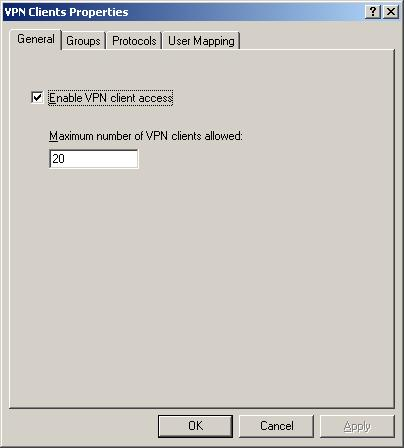 VPN Clients Properties
General Groups Protocols User Mapping
Enable VPN client access
Maximum number of VPN clients allowed:
20
OK Cancel Apply